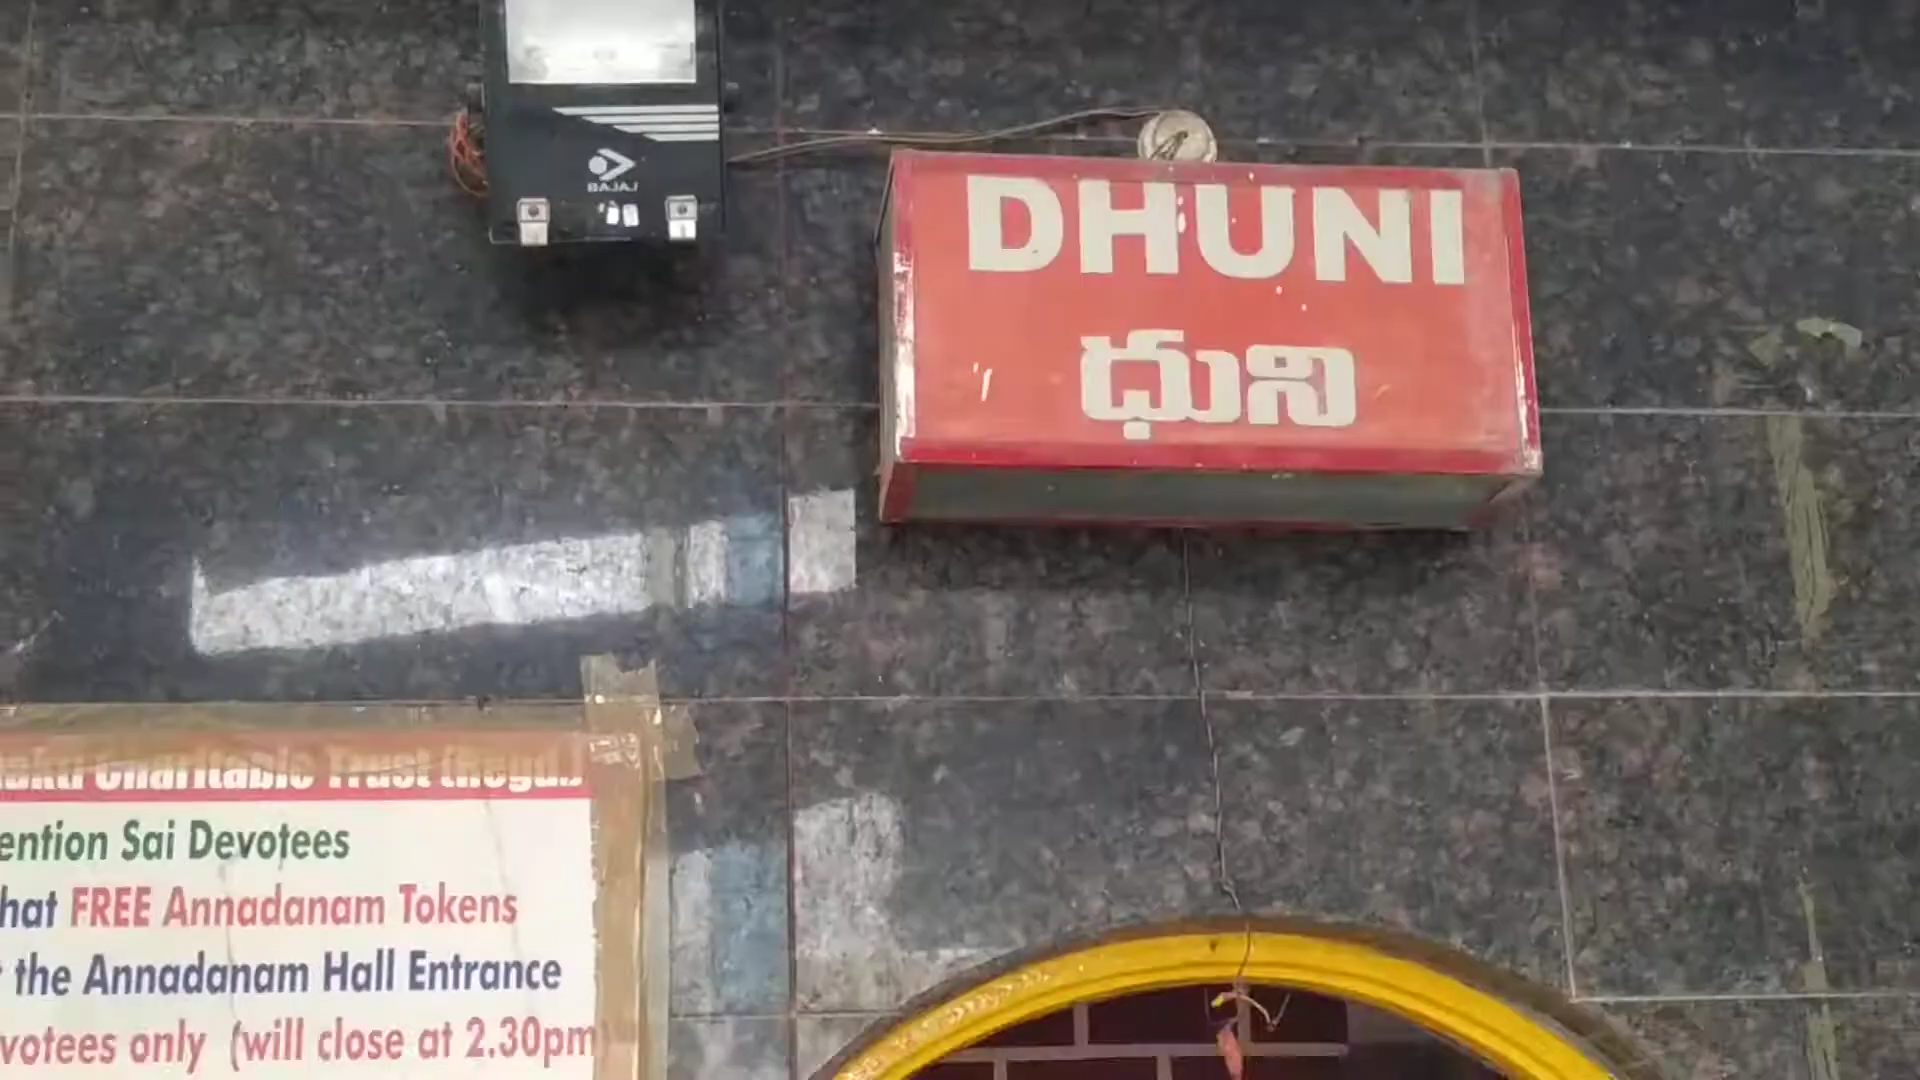 BAJAJ
DHUNI
ధుని
Charitable Trust (Regd.)
ention Sai Devotees
hat FREE Annadanam Tokens
the Annadanam Hall Entrance
votees only (will close at 2.30pm)